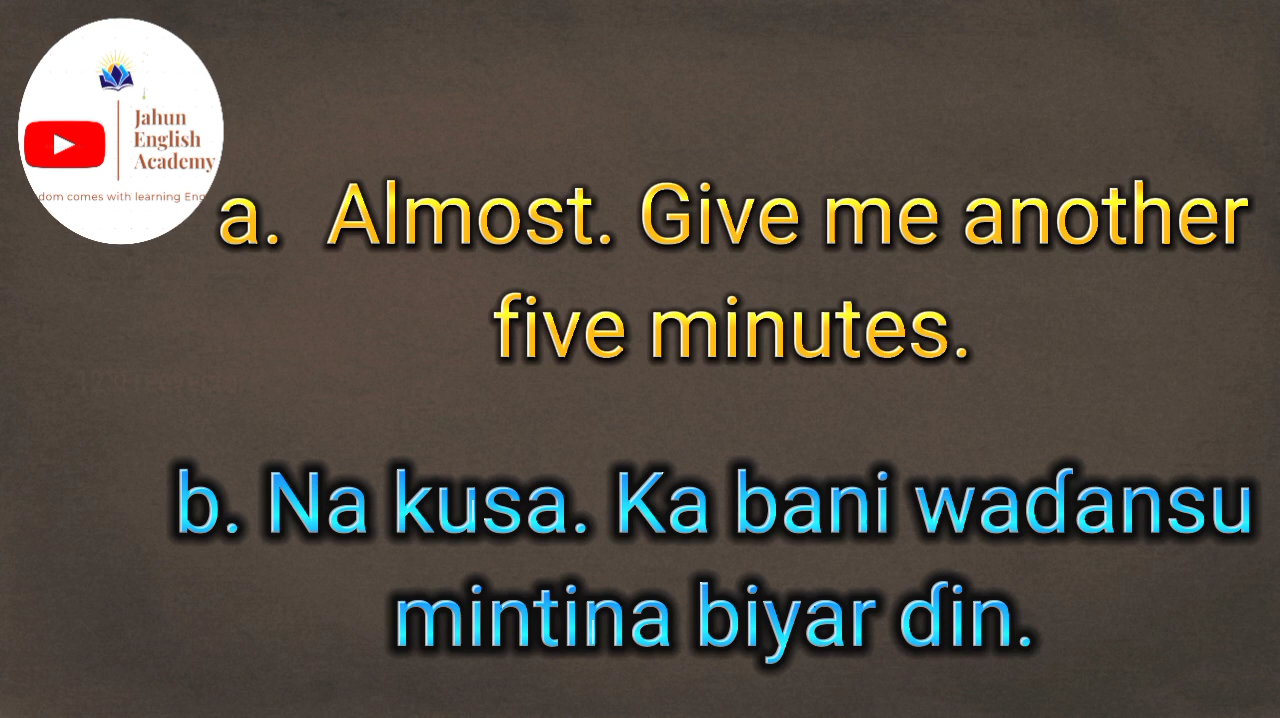 Jahun
English
Academy
dom comes with learning Eng
a. Almost. Give me another
five minutes.
b. Na kusa. Ka bani waɗansu
mintina biyar ɗin.